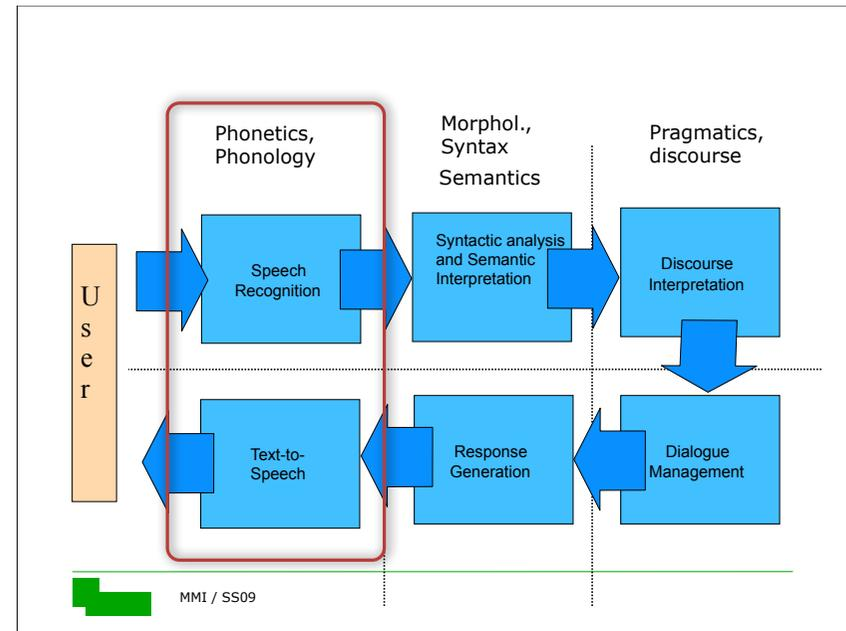 Phonetics,
Phonology
Morphol.,
Syntax
Semantics
Pragmatics,
discourse
User
Speech
Recognition
Syntactic analysis
and Semantic
Interpretation
Discourse
Interpretation
Text-to-
Speech
Response
Generation
Dialogue
Management
MMI / SS09